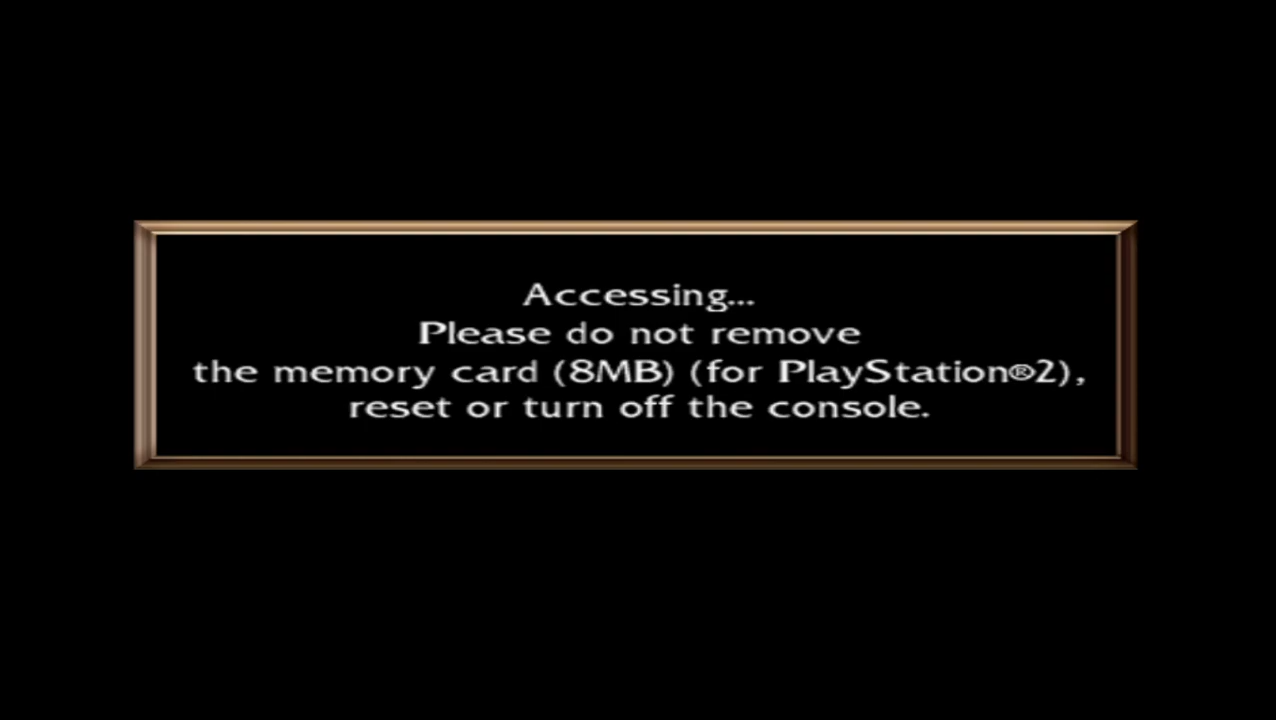 Accessing...
Please do not remove
the memory card (8MB) (for PlayStation®2),
reset or turn off the console.